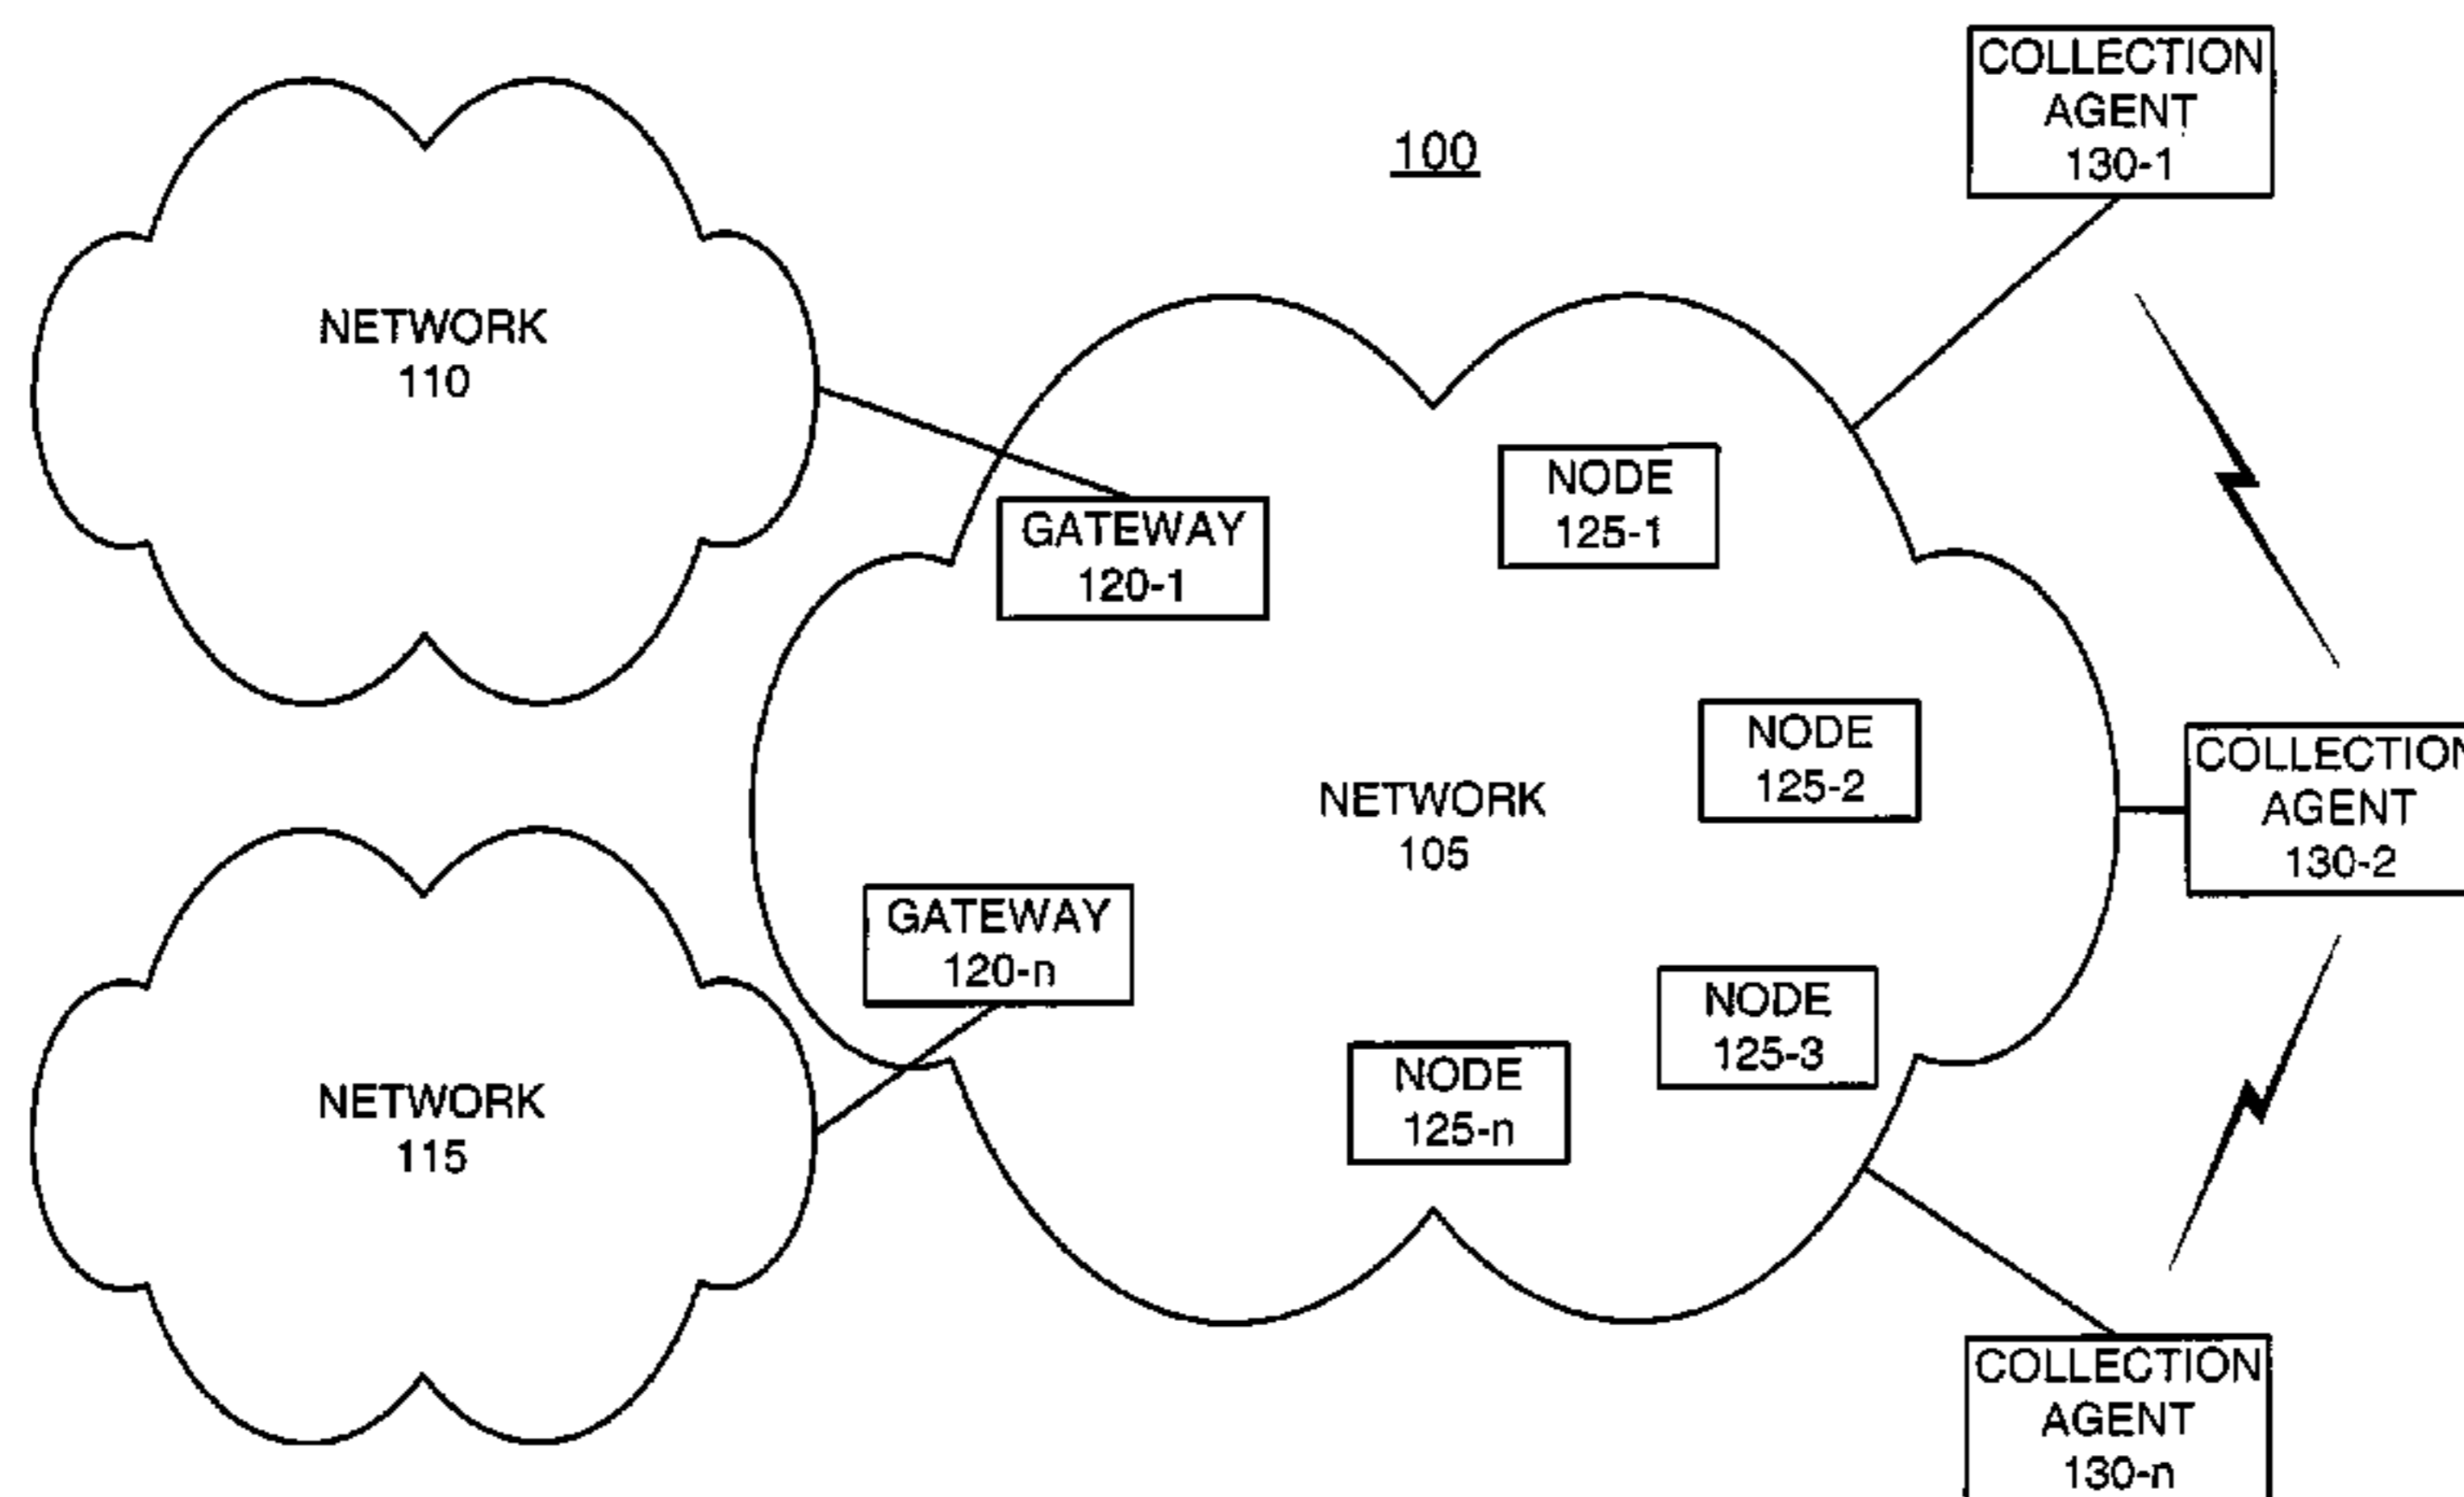 100
COLLECTION
AGENT
130-1
NETWORK
110
NODE
125-1
GATEWAY
120-1
NODE
125-2
COLLECTION
AGENT
130-2
NETWORK
105
GATEWAY
120-n
NODE
125-3
NODE
125-n
NETWORK
115
COLLECTION
AGENT
130-n